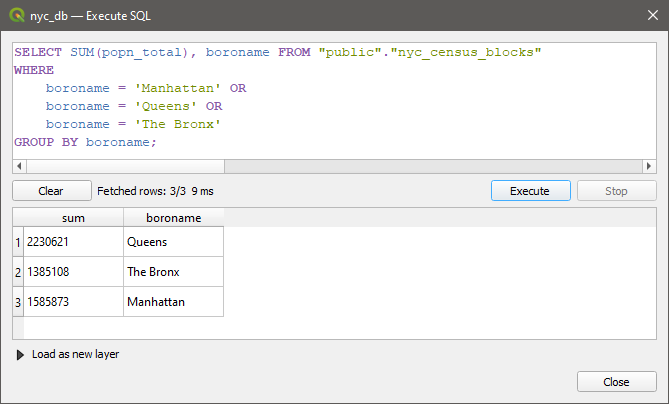 nyc_db — Execute SQL
SELECT SUM(popn_total), boroname FROM "public"."nyc_census_blocks"
WHERE
    boroname = 'Manhattan' OR
    boroname = 'Queens' OR
    boroname = 'The Bronx'
GROUP BY boroname;
Clear Fetched rows: 3/3 9 ms Execute Stop
sum boroname
1 2230621 Queens
2 1385108 The Bronx
3 1585873 Manhattan
Load as new layer
Close